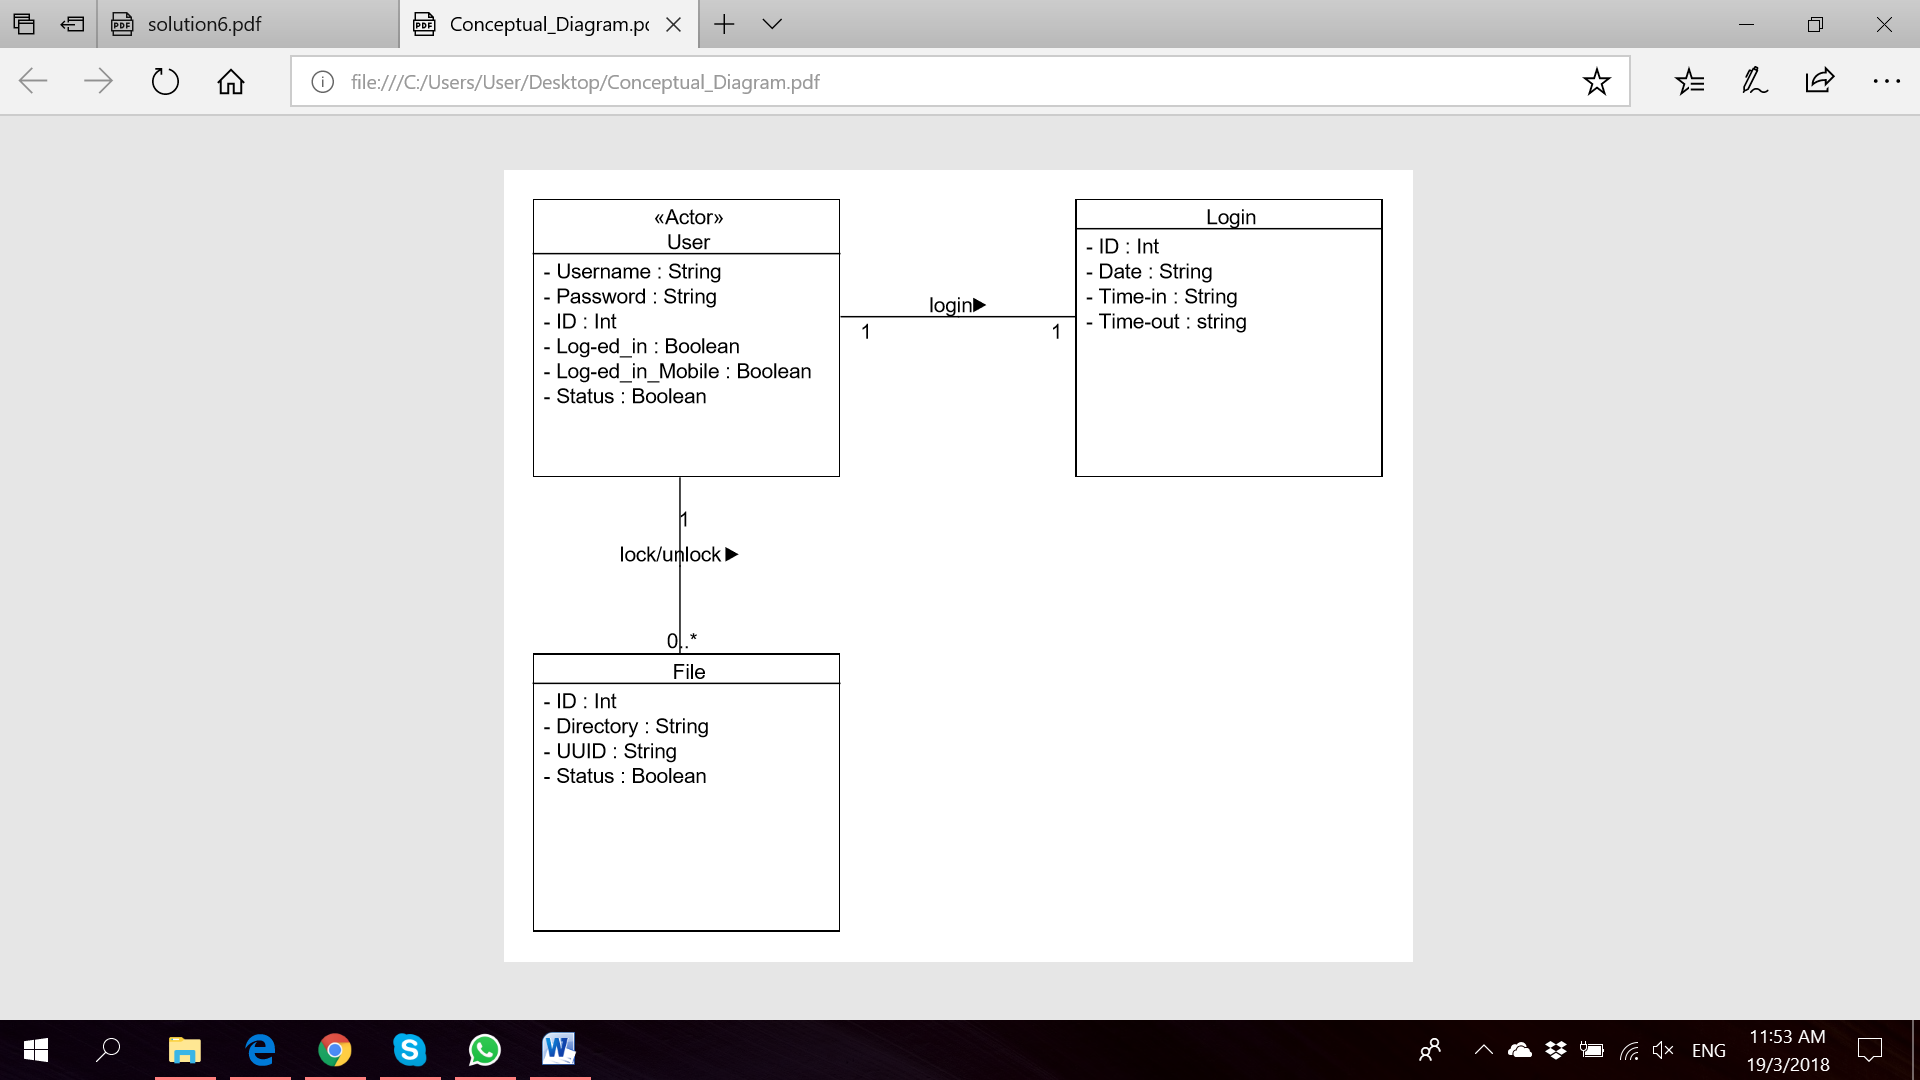 solution6.pdf
Conceptual_Diagram.pd
file:///C:/Users/User/Desktop/Conceptual_Diagram.pdf
«Actor»
User
- Username : String
- Password : String
- ID : Int
- Log-ed_in : Boolean
- Log-ed_in_Mobile : Boolean
- Status : Boolean
login▶
1
1
Login
- ID : Int
- Date : String
- Time-in : String
- Time-out : string
1
lock/unlock▶
0..*
File
- ID : Int
- Directory : String
- UUID : String
- Status : Boolean
ENG
11:53 AM
19/3/2018